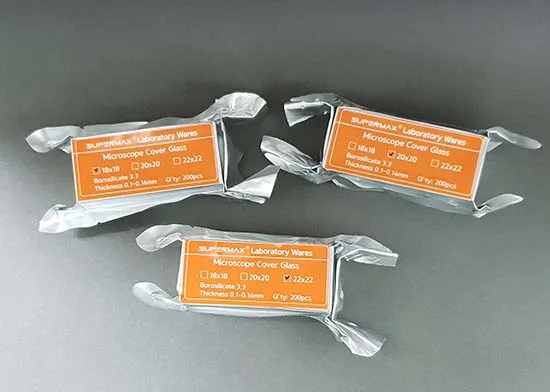 SUPERMAX® Laboratory Wares
Microscope Cover Glass
☑18x18 ☐20x20 ☐22x22
Borosilicate 3.3
Thickness 0.1-0.16mm Q'ty: 200pcs
SUPERMAX® Laboratory Wares
Microscope Cover Glass
☐18x18 ☑20x20 ☐22x22
Borosilicate 3.3
Thickness 0.1-0.16mm Q'ty: 200pcs
SUPERMAX® Laboratory Wares
Microscope Cover Glass
☐18x18 ☐20x20 ☑22x22
Borosilicate 3.3
Thickness 0.1-0.16mm Q'ty: 200pcs